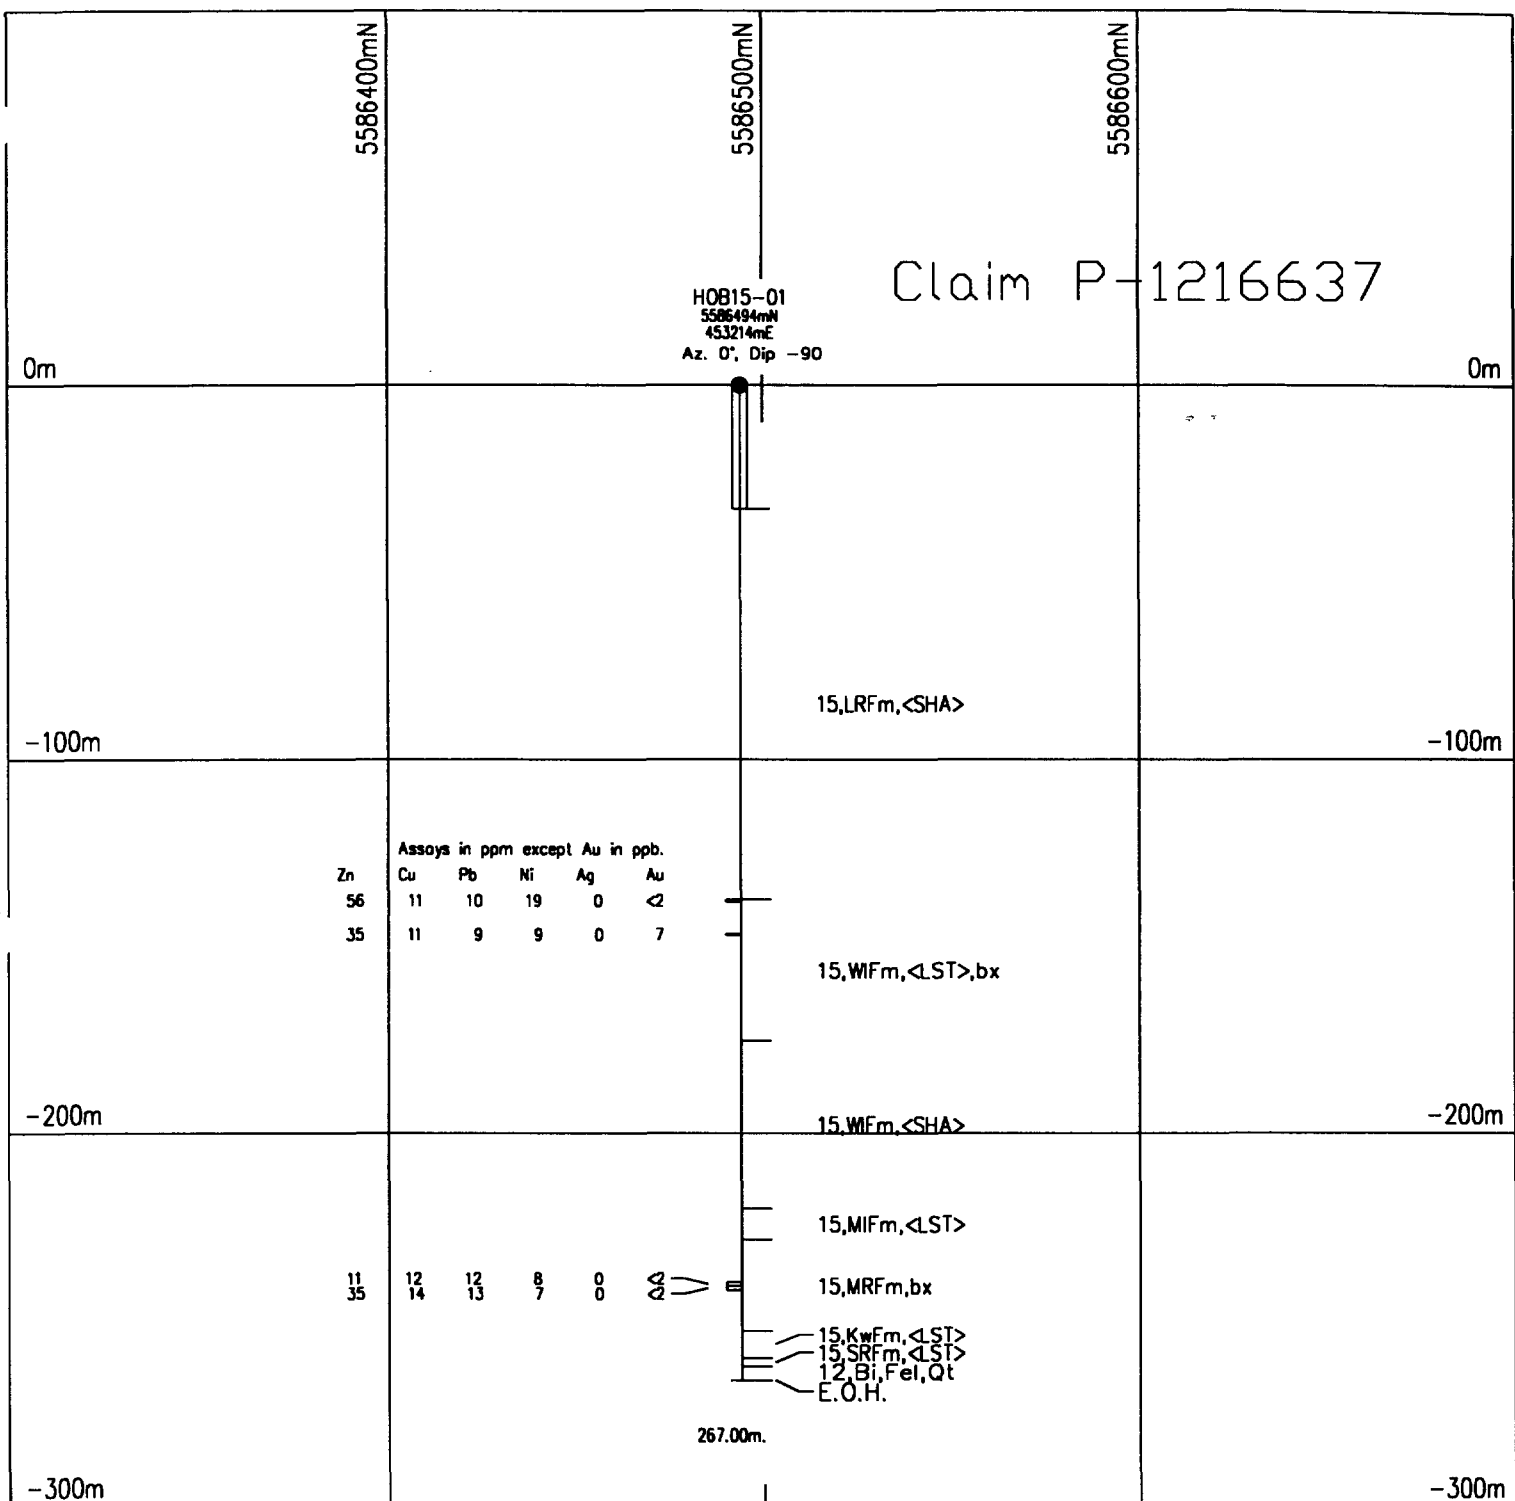 5586400mN
5586500mN
5586600mN
Claim P-1216637
HOB15-01
5586494mN
453214mE
Az. 0°, Dip -90
0m 0m
15,LRFm,<SHA>
-100m -100m
Assays in ppm except Au in ppb.
Zn Cu Pb Ni Ag Au
56 11 10 19 0 <2
35 11 9 9 0 7
15,WIFm,<LST>,bx
-200m -200m
15,WIFm,<SHA>
15,MIFm,<LST>
11 12 12 8 0 <2
35 14 13 7 0 <2
15,MRFm,bx
15,KwFm,<LST>
15,SRFm,<LST>
12,Bi,Fel,Qt
E.O.H.
267.00m.
-300m -300m